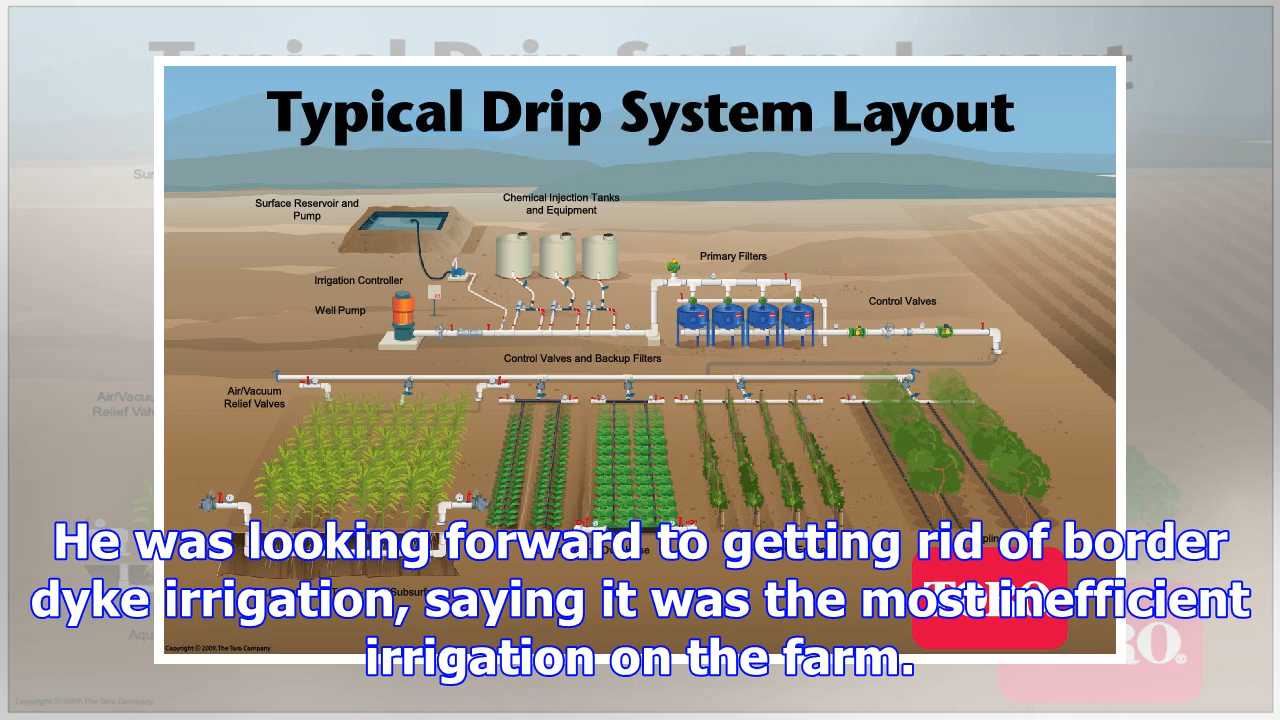 Typical Drip System Layout
Surface Reservoir and
Pump
Chemical Injection Tanks
and Equipment
Primary Filters
Irrigation Controller
Well Pump
Control Valves
Control Valves and Backup Filters
Air/Vacuum
Relief Valves
He was looking forward to getting rid of border
dyke irrigation, saying it was the most inefficient
irrigation on the farm.
TORO
Copyright © 2009, The Toro Company